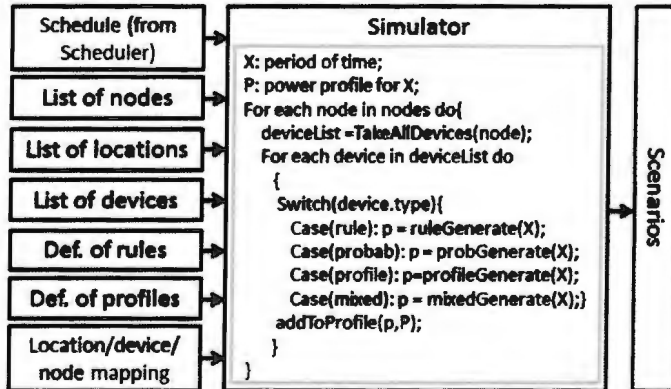 Schedule (from
Scheduler)
List of nodes
List of locations
List of devices
Def. of rules
Def. of profiles
Location/device/
node mapping
Simulator
X: period of time;
P: power profile for X;
For each node in nodes do{
deviceList =TakeAllDevices(node);
For each device in deviceList do
{
Switch(device.type){
Case(rule): p = ruleGenerate(X);
Case(probab): p = probGenerate(X);
Case(profile): p=profileGenerate(X);
Case(mixed): p = mixedGenerate(X);}
addToProfile(p,P);
}
}
Scenarios